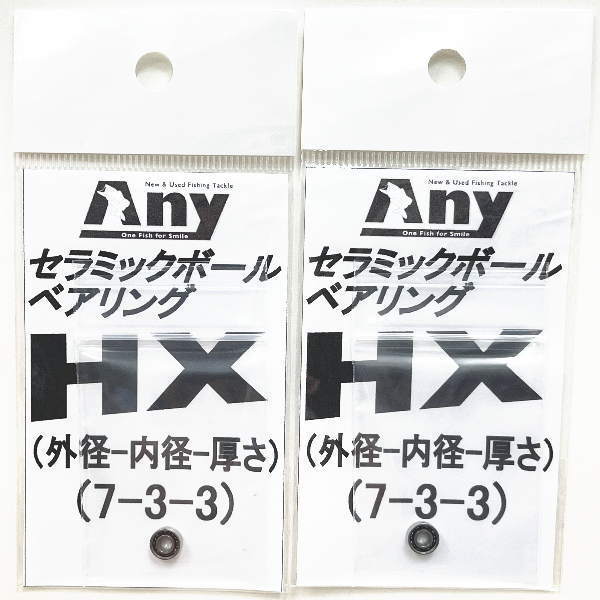 New & Used Fishing Tackle
Any
One Fish for Smile
セラミックボール
ベアリング
HX
(外径-内径-厚さ)
(7-3-3)
New & Used Fishing Tackle
Any
One Fish for Smile
セラミックボール
ベアリング
HX
(外径-内径-厚さ)
(7-3-3)